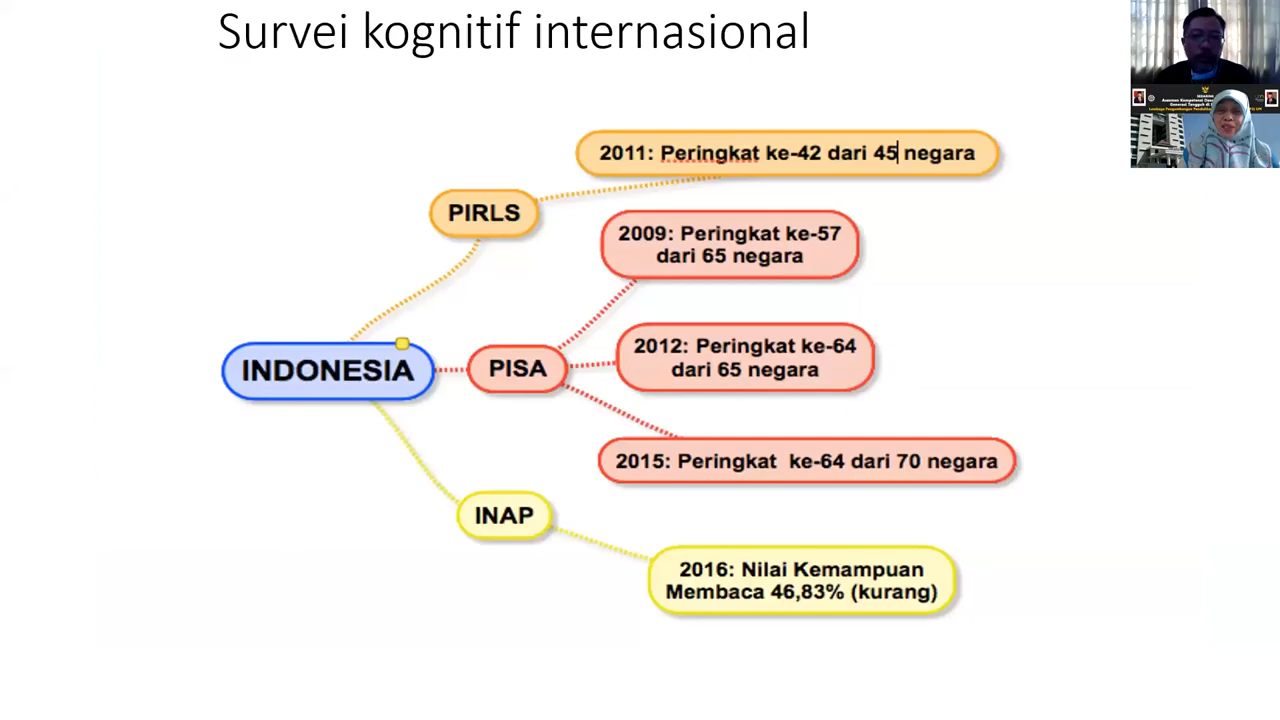 Survei kognitif internasional
2011: Peringkat ke-42 dari 45 negara
PIRLS
2009: Peringkat ke-57
dari 65 negara
2012: Peringkat ke-64
dari 65 negara
INDONESIA
PISA
2015: Peringkat  ke-64 dari 70 negara
INAP
2016: Nilai Kemampuan
Membaca 46,83% (kurang)